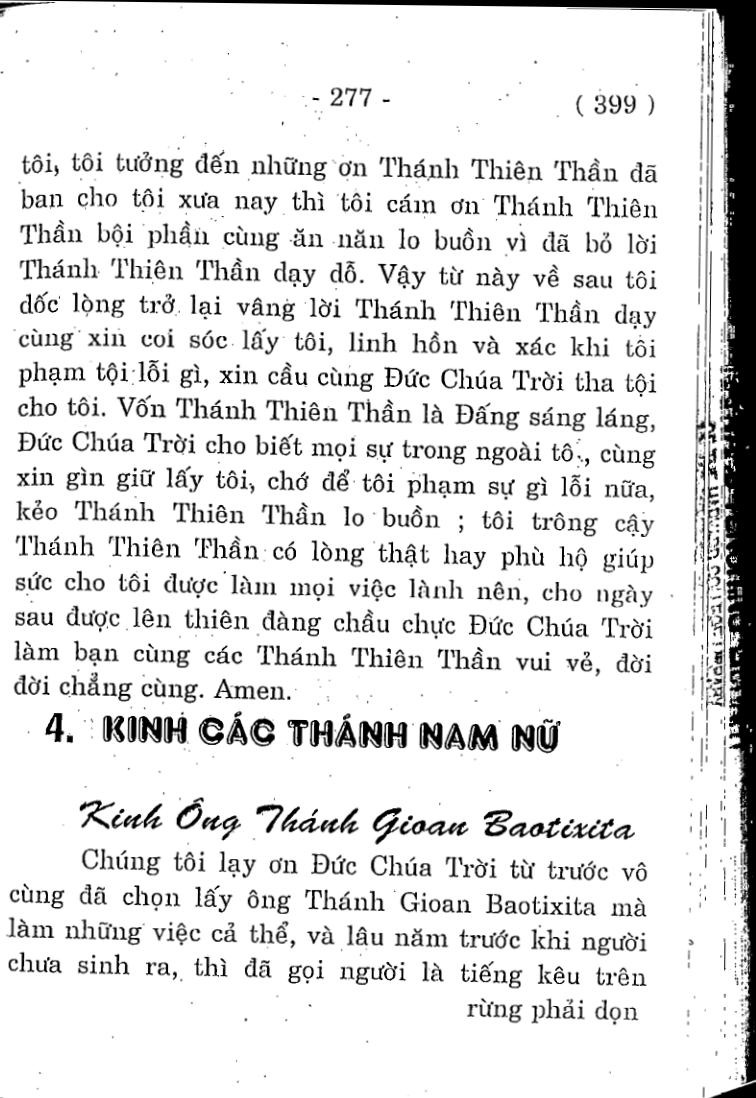 - 277 -
( 399 )
tôi, tôi tưởng đến những ơn Thánh Thiên Thần đã
ban cho tội xưa nay thì tôi cám ơn Thánh Thiên
Thần bội phần cùng ăn năn lo buồn vì đã bỏ lời
Thánh Thiên Thần dạy dỗ. Vậy từ này về sau tôi
dốc lòng trở lại vâng lời Thánh Thiên Thần dạy
cùng xin coi sóc lấy tôi, linh hồn và xác khi tôi
phạm tội lỗi gì, xin cầu cùng Đức Chúa Trời tha tội
cho tôi. Vốn Thánh Thiên Thần là Đấng sáng láng,
Đức Chúa Trời cho biết mọi sự trong ngoài cùng
xin gìn giữ lấy tôi, chớ để tôi phạm sự gì lỗi nữa,
kẻo Thánh Thiên Thần lo buồn ; tôi trông cậy
Thánh Thiên Thần có lòng thật hay phù hộ giúp
sức cho tôi được làm mọi việc lành nên, cho ngày
sau được lên thiên đàng chầu chực Đức Chúa Trời
làm bạn cùng các Thánh Thiên Thần vui vẻ, đời
đời chẳng cùng. Amen.
4. KINH CÁC THÁNH NAM NỮ
Kinh Ông Thánh Gioan Baotixita
Chúng tôi lạy ơn Đức Chúa Trời từ trước vô
cùng đã chọn lấy ông Thánh Gioan Baotixita mà
làm những việc cả thể, và lâu năm trước khi người
chưa sinh ra, thì đã gọi người là tiếng kêu trên
rừng phải dọn